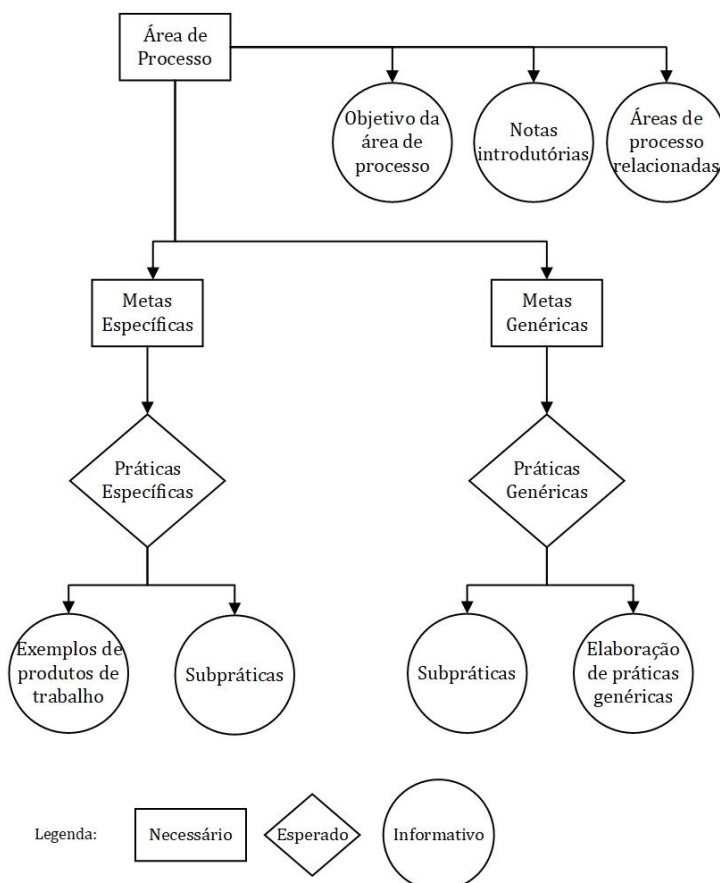 Área de
Processo
Objetivo da
área de
processo
Notas
introdutórias
Áreas de
processo
relacionadas
Metas
Específicas
Metas
Genéricas
Práticas
Específicas
Práticas
Genéricas
Exemplos de
produtos de
trabalho
Subpráticas
Subpráticas
Elaboração
de práticas
genéricas
Legenda:
Necessário
Esperado
Informativo